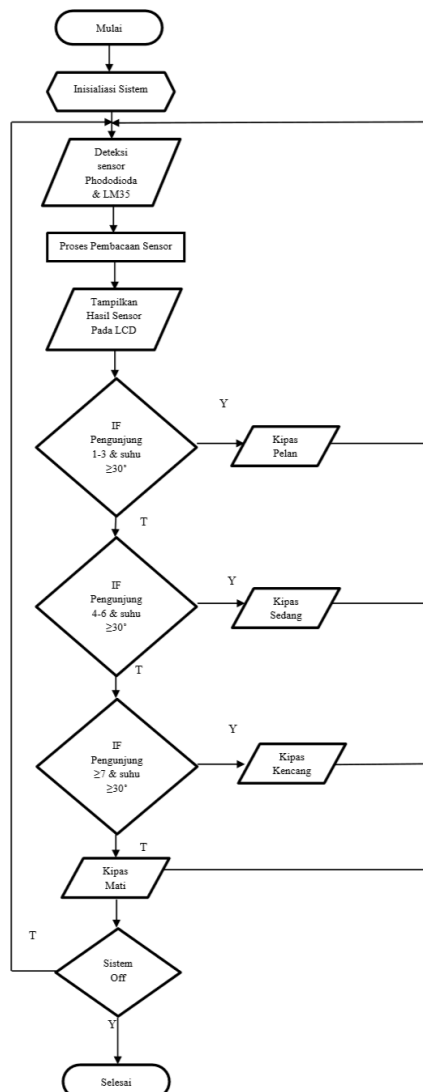 Mulai
Inisialiasi Sistem
Deteksi
sensor
Phododioda
& LM35
Proses Pembacaan Sensor
Tampilkan
Hasil Sensor
Pada LCD
IF
Pengunjung
1-3 & suhu
≥30°
Y
Kipas
Pelan
T
IF
Pengunjung
4-6 & suhu
≥30°
Y
Kipas
Sedang
T
IF
Pengunjung
≥7 & suhu
≥30°
Y
Kipas
Kencang
T
Kipas
Mati
T
Sistem
Off
Y
Selesai